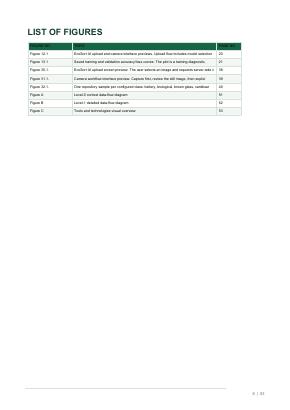 LIST OF FIGURES
Figure 12.1: EcoSort AI upload and camera interface previews. Upload flow includes model selection 20
Figure 13.1: Saved training and validation accuracy curves. The plot is a training diagnostic. 21
Figure 20.1: EcoSort AI upload screen preview. The user selects an image and requests server-side 36
Figure 21.1: Camera workflow interface preview. Capture first, review the still image, then explicit 38
Figure 22.1: One repository sample per configured class: battery, biological, brown glass, cardboard 40
Figure A Level 0 context data-flow diagram 51
Figure B Level 1 detailed data-flow diagram 52
Figure C Tools and technologies visual overview 53